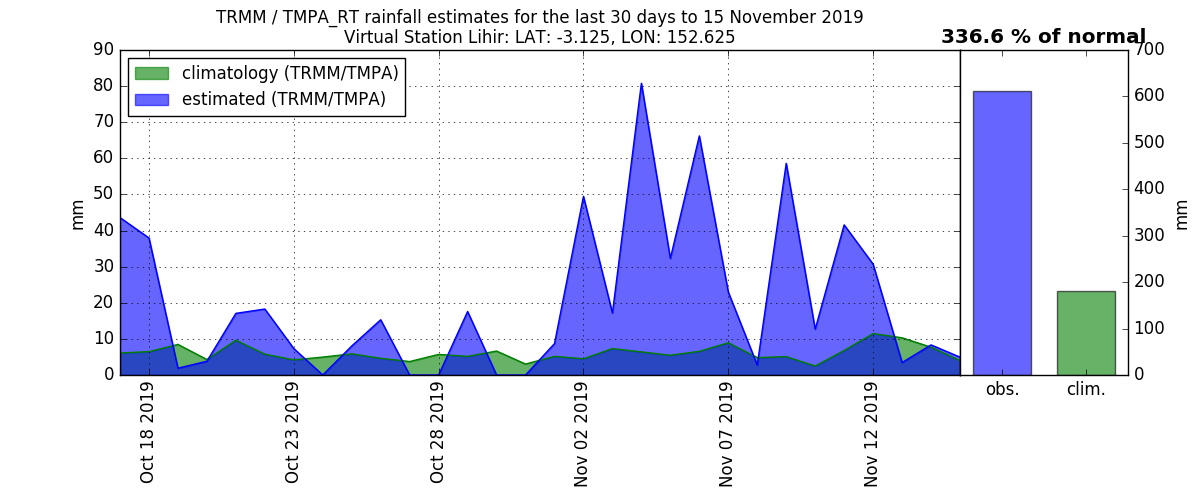 TRMM / TMPA_RT rainfall estimates for the last 30 days to 15 November 2019
Virtual Station Lihir: LAT: -3.125, LON: 152.625
336.6 % of normal
climatology (TRMM/TMPA)
estimated (TRMM/TMPA)
mm
90
80
70
60
50
40
30
20
10
0
Oct 18 2019
Oct 23 2019
Oct 28 2019
Nov 02 2019
Nov 07 2019
Nov 12 2019
700
600
500
400
300
200
100
0
mm
obs.
clim.